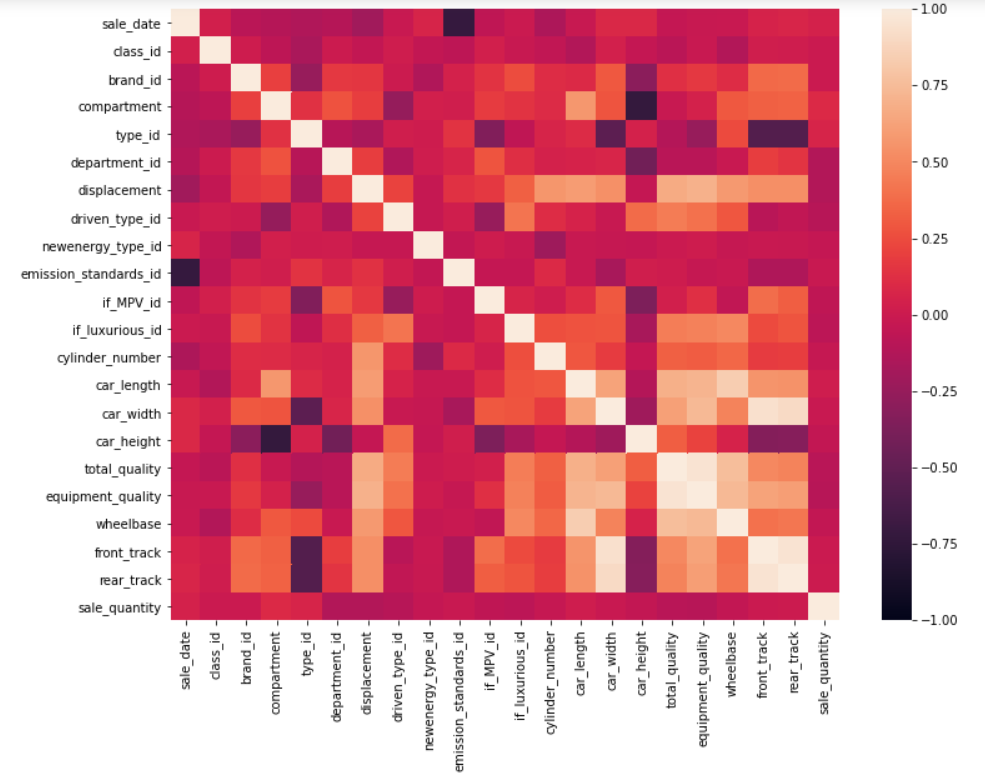 sale_date
class_id
brand_id
compartment
type_id
department_id
displacement
driven_type_id
newenergy_type_id
emission_standards_id
if_MPV_id
if_luxurious_id
cylinder_number
car_length
car_width
car_height
total_quality
equipment_quality
wheelbase
front_track
rear_track
sale_quantity
sale_date
class_id
brand_id
compartment
type_id
department_id
displacement
driven_type_id
newenergy_type_id
emission_standards_id
if_MPV_id
if_luxurious_id
cylinder_number
car_length
car_width
car_height
total_quality
equipment_quality
wheelbase
front_track
rear_track
sale_quantity
1.00
0.75
0.50
0.25
0.00
−0.25
−0.50
−0.75
−1.00